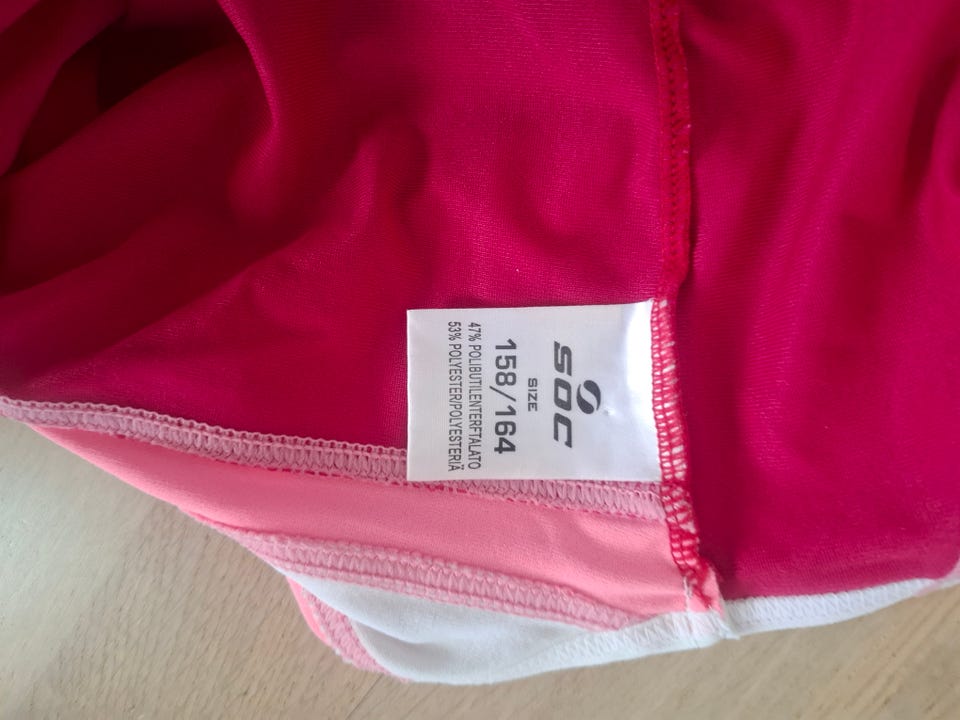 SOC
SIZE
158/164
47% POLIBUTILENTERFTALATO
53% POLYESTER/POLYESTERIÄ